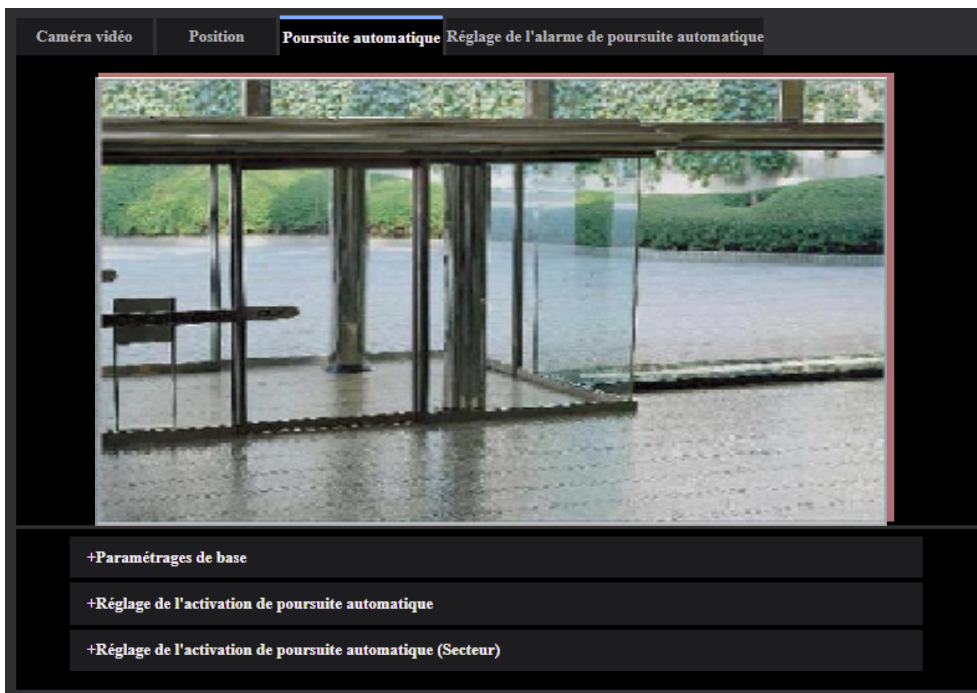 Caméra vidéo
Position
Poursuite automatique
Réglage de l'alarme de poursuite automatique
+Paramétrages de base
+Réglage de l'activation de poursuite automatique
+Réglage de l'activation de poursuite automatique (Secteur)